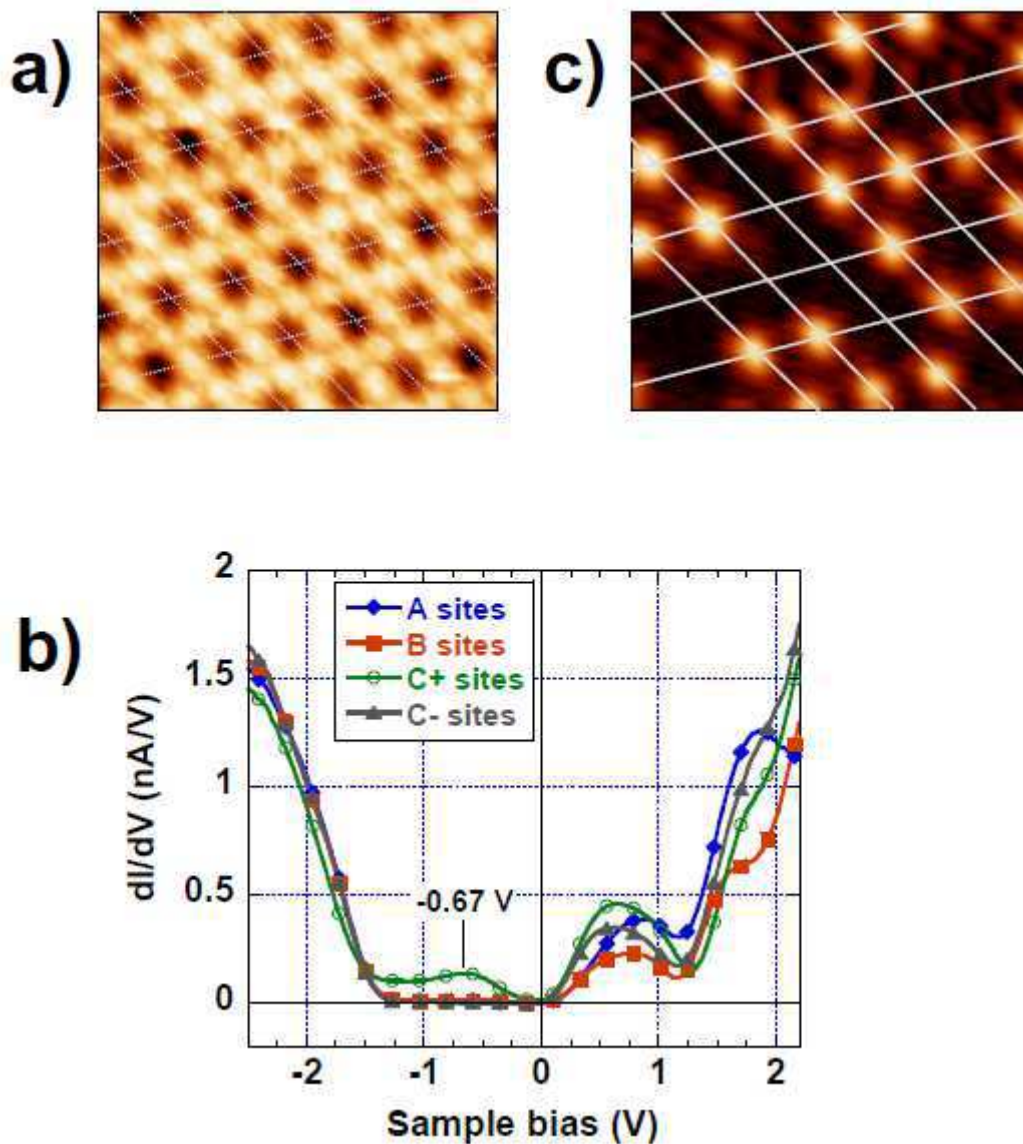 a)
c)
b)
2
1.5
1
0.5
0
dI/dV (nA/V)
A sites
B sites
C+ sites
C- sites
-0.67 V
-2
-1
0
1
2
Sample bias (V)